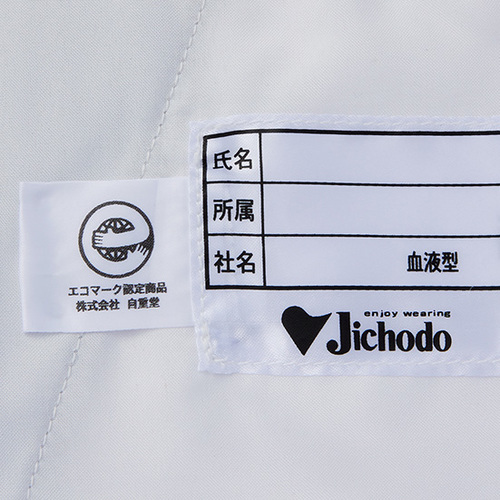 エコマーク認定商品
株式会社 自重堂
氏名
所属
社名 血液型
enjoy wearing
Jichodo